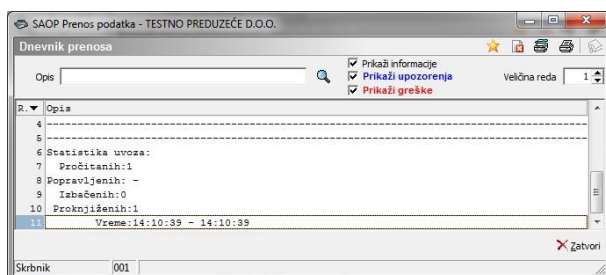 SAOP Prenos podatka - TESTNO PREDUZEĆE D.O.O.
Dnevnik prenosa
Prikaži informacije
Opis Prikaži upozorenja Veličina reda 1
Prikaži greške
R. Opis
4 --------------------------------------------------------------------------------
5 --------------------------------------------------------------------------------
6 Statistika uvoza:
7 Pročitanih:1
8 Popravljenih: -
9 Izbačenih:0
10 Proknjiženih:1
11 Vreme:14:10:39 - 14:10:39
Zatvori
Skrbnik 001